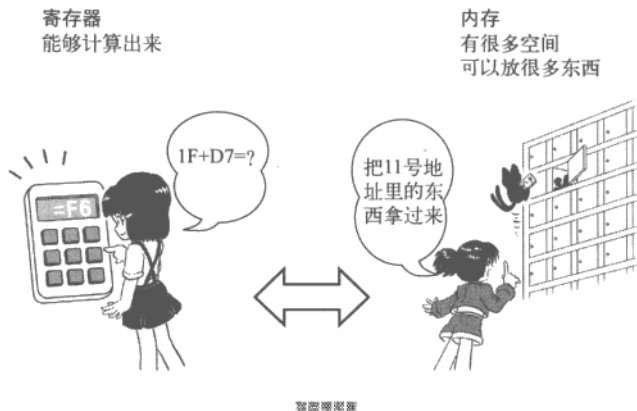 寄存器
能够计算出来
内存
有很多空间
可以放很多东西
1F+D7=?
=F6
把11号地
址里的东
西拿过来